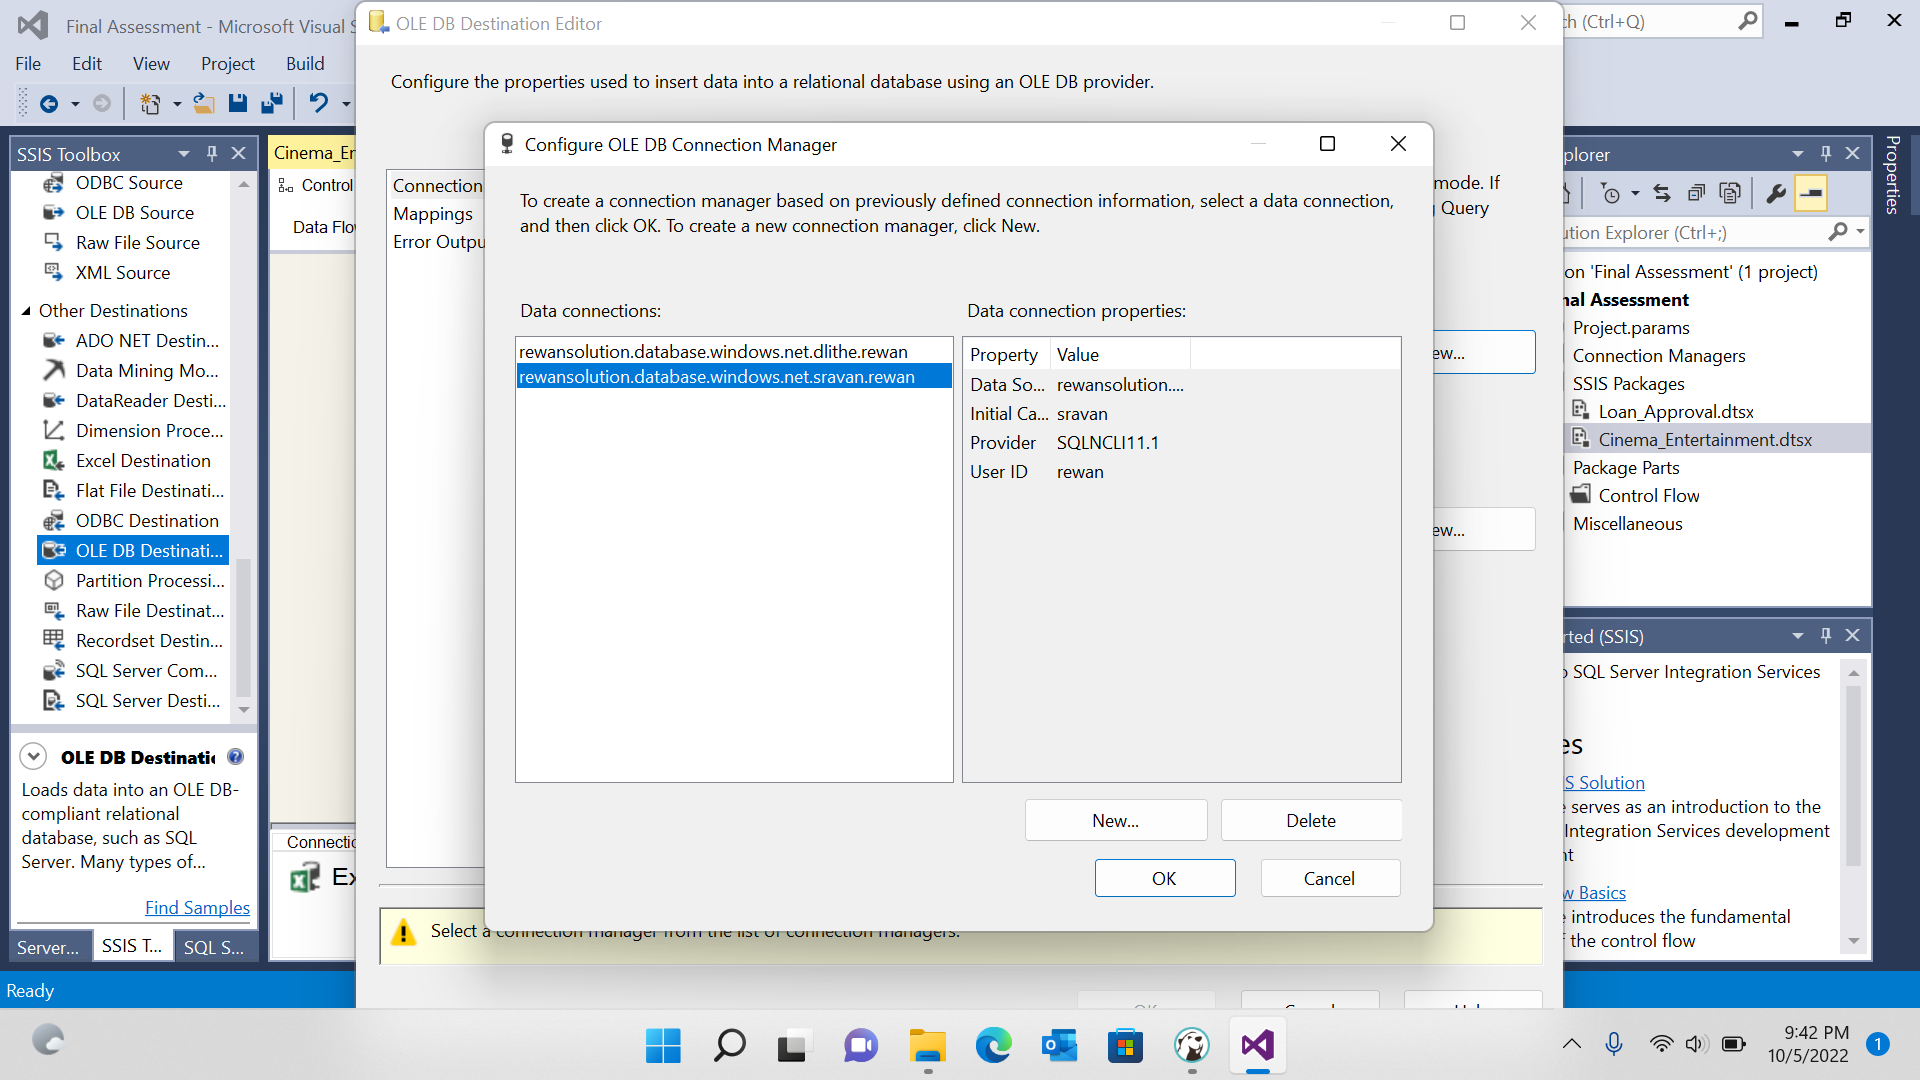 Final Assessment - Microsoft Visual S
OLE DB Destination Editor
ch (Ctrl+Q)
File Edit View Project Build
Configure the properties used to insert data into a relational database using an OLE DB provider.
SSIS Toolbox
ODBC Source
OLE DB Source
Raw File Source
XML Source
Other Destinations
ADO NET Destin...
Data Mining Mo...
DataReader Desti...
Dimension Proce...
Excel Destination
Flat File Destinati...
ODBC Destination
OLE DB Destinati...
Partition Processi...
Raw File Destinat...
Recordset Destin...
SQL Server Com...
SQL Server Desti...
OLE DB Destinatio
Loads data into an OLE DB-
compliant relational
database, such as SQL
Server. Many types of...
Find Samples
Server... SSIS T... SQL S...
Ready
Cinema_En
Control
Data Flo
Connectio
Ex
Connection
Mappings
Error Outpu
mode. If
Query
ew...
ew...
Configure OLE DB Connection Manager
To create a connection manager based on previously defined connection information, select a data connection,
and then click OK. To create a new connection manager, click New.
Data connections:
rewansolution.database.windows.net.dlithe.rewan
rewansolution.database.windows.net.sravan.rewan
Data connection properties:
Property Value
Data So... rewansolution....
Initial Ca... sravan
Provider SQLNCLI11.1
User ID rewan
New... Delete
OK Cancel
Select a connection manager from the list of connection managers.
plorer
Properties
ution Explorer (Ctrl+;)
on 'Final Assessment' (1 project)
nal Assessment
Project.params
Connection Managers
SSIS Packages
Loan_Approval.dtsx
Cinema_Entertainment.dtsx
Package Parts
Control Flow
Miscellaneous
rted (SSIS)
o SQL Server Integration Services
es
S Solution
e serves as an introduction to the
Integration Services development
nt
w Basics
e introduces the fundamental
f the control flow
9:42 PM
10/5/2022
1